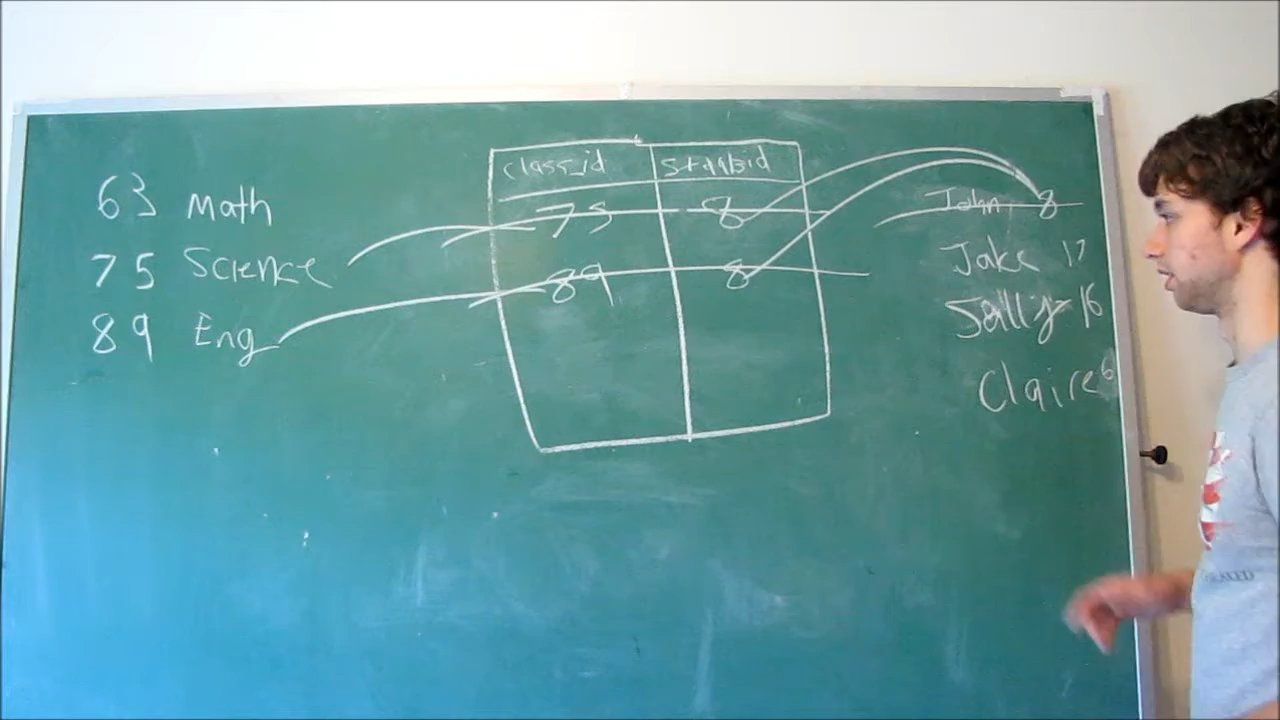 63 Math
75 Science
89 Eng
class_id
75 8
89 8
John, 8
Jake 17
Sally 16
Claire 6